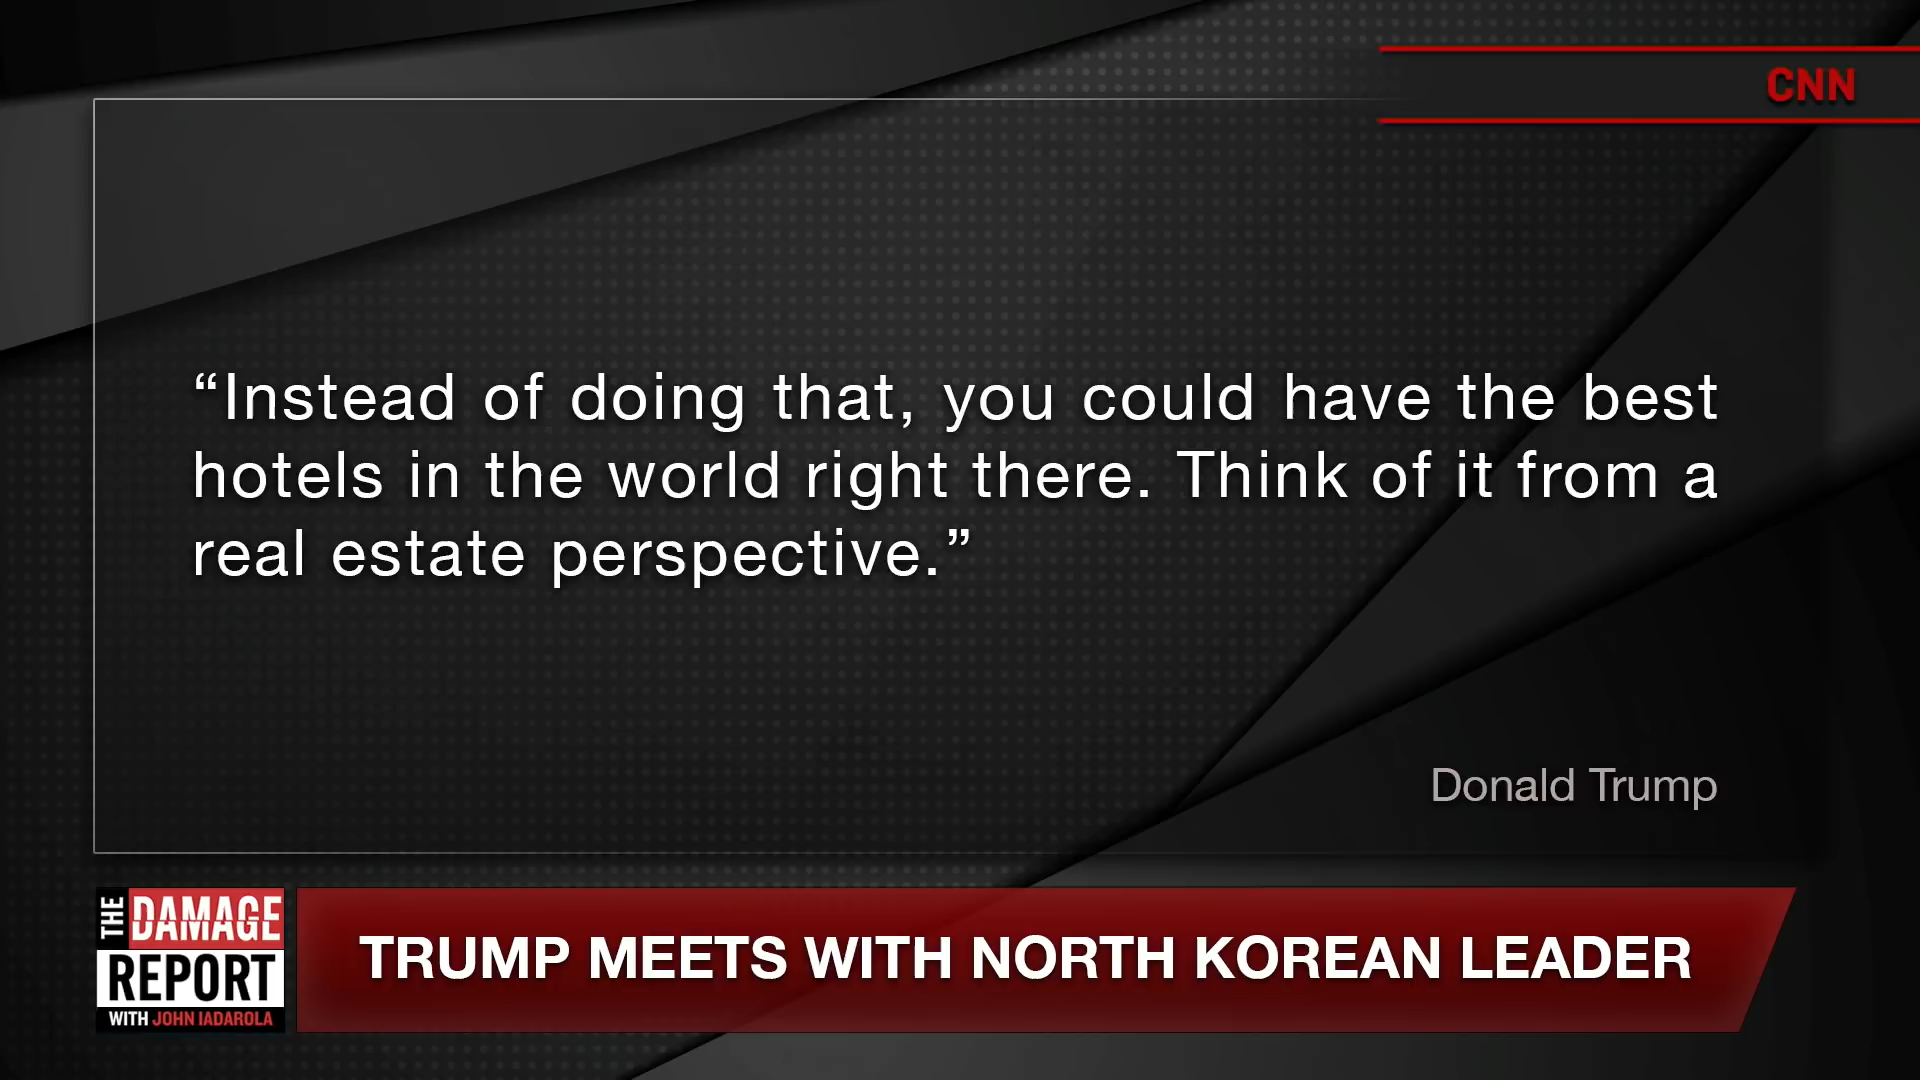 CNN
“Instead of doing that, you could have the best
hotels in the world right there. Think of it from a
real estate perspective.”
Donald Trump
THE DAMAGE
REPORT
WITH JOHN IADAROLA
TRUMP MEETS WITH NORTH KOREAN LEADER